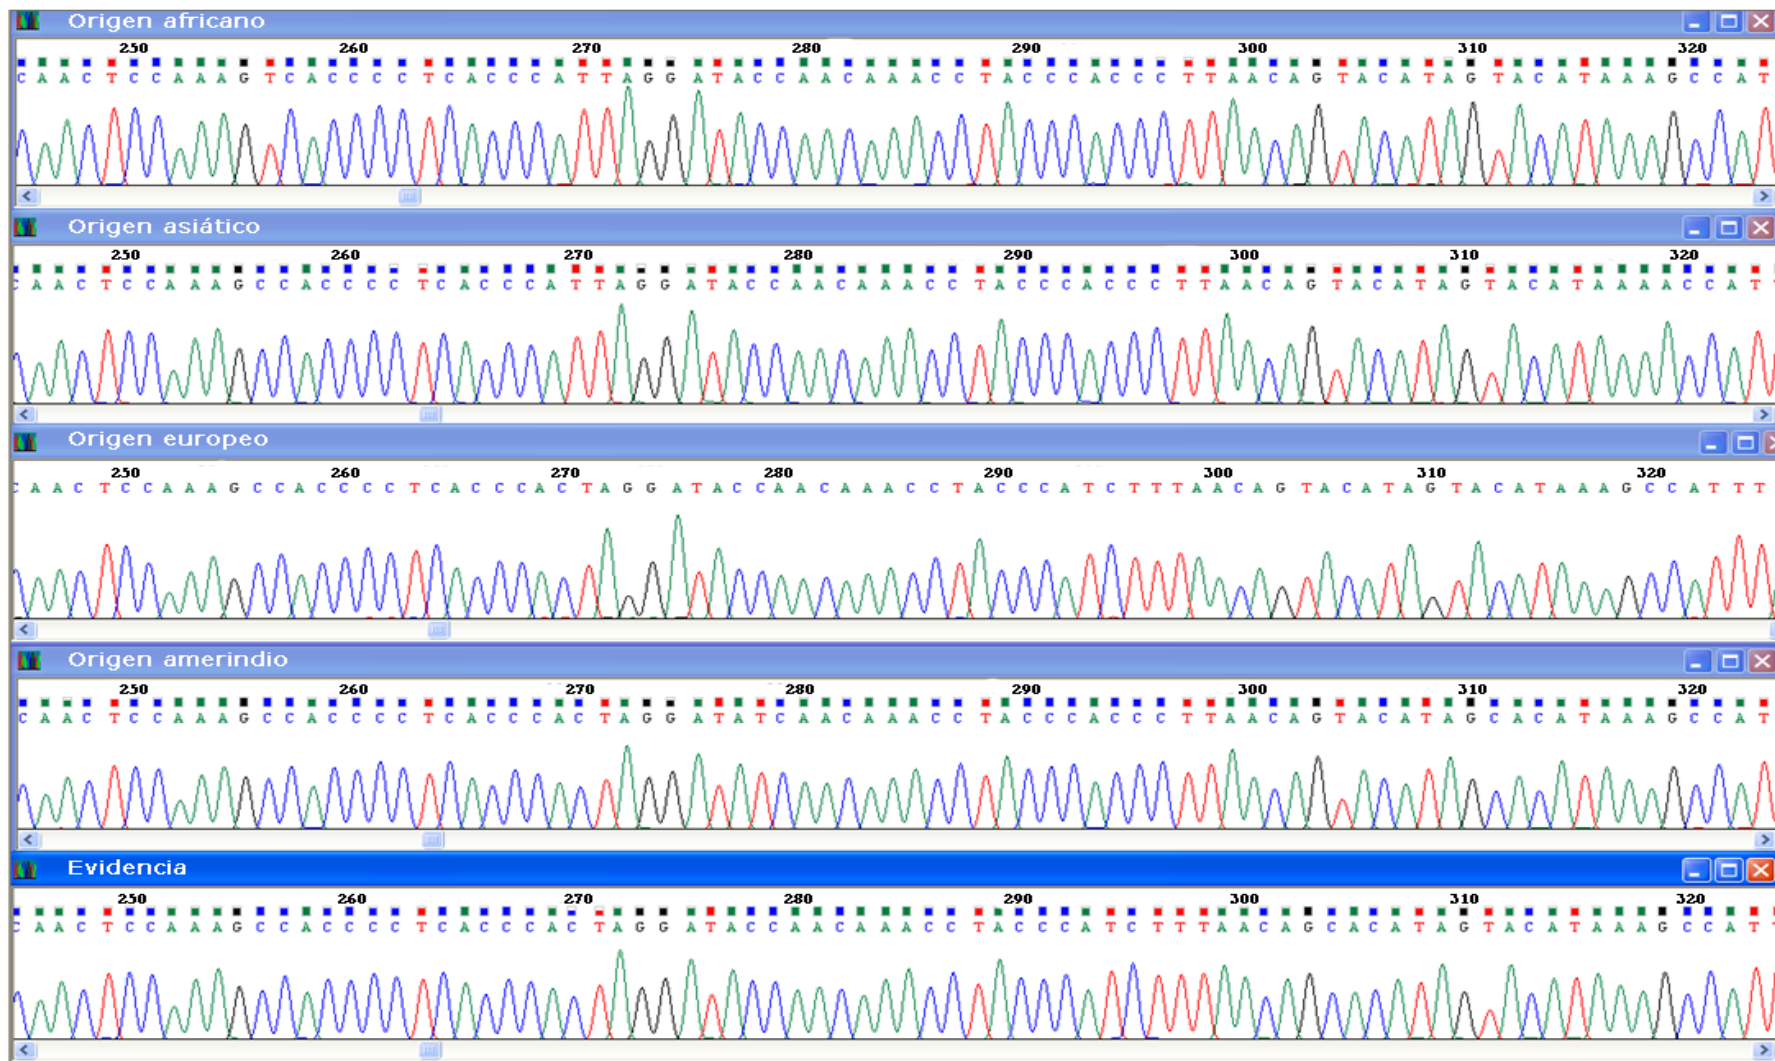 Origen africano
250 260 270 280 290 300 310 320
C A A C T C C A A A G T C A C C C C T C A C C C A T T A G G A T A C C A A C A A A C C T A C C C A C C C T T A A C A G T A C A T A G T A C A T A A A G C C A T
Origen asiático
250 260 270 280 290 300 310 320
C A A C T C C A A A G C C A C C C C T C A C C C A T T A G G A T A C C A A C A A A C C T A C C C A C C C T T A A C A G T A C A T A G T A C A T A A A A C C A T
Origen europeo
250 260 270 280 290 300 310 320
C A A C T C C A A A G C C A C C C C T C A C C C A C T A G G A T A C C A A C A A A C C T A C C C A T C T T T A A C A G T A C A T A G T A C A T A A A G C C A T T T
Origen amerindio
250 260 270 280 290 300 310 320
C A A C T C C A A A G C C A C C C C T C A C C C A C T A G G A T A T C A A C A A A C C T A C C C A C C C T T A A C A G T A C A T A G C A C A T A A A G C C A T
Evidencia
250 260 270 280 290 300 310 320
C A A C T C C A A A G C C A C C C C T C A C C C A C T A G G A T A C C A A C A A A C C T A C C C A T C T T T A A C A G C A C A T A G T A C A T A A A G C C A T